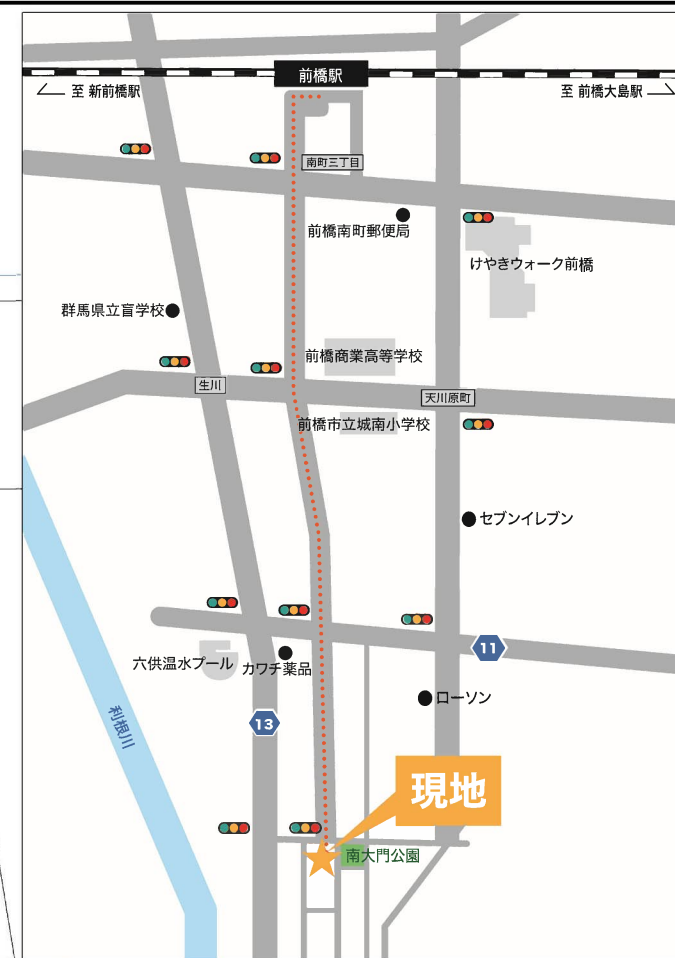 前橋駅
至 新前橋駅
至 前橋大島駅
南町三丁目
前橋南町郵便局
けやきウォーク前橋
群馬県立盲学校
前橋商業高等学校
生川
天川原町
前橋市立城南小学校
セブンイレブン
11
六供温水プール
カワチ薬品
ローソン
利根川
13
現地
南大門公園